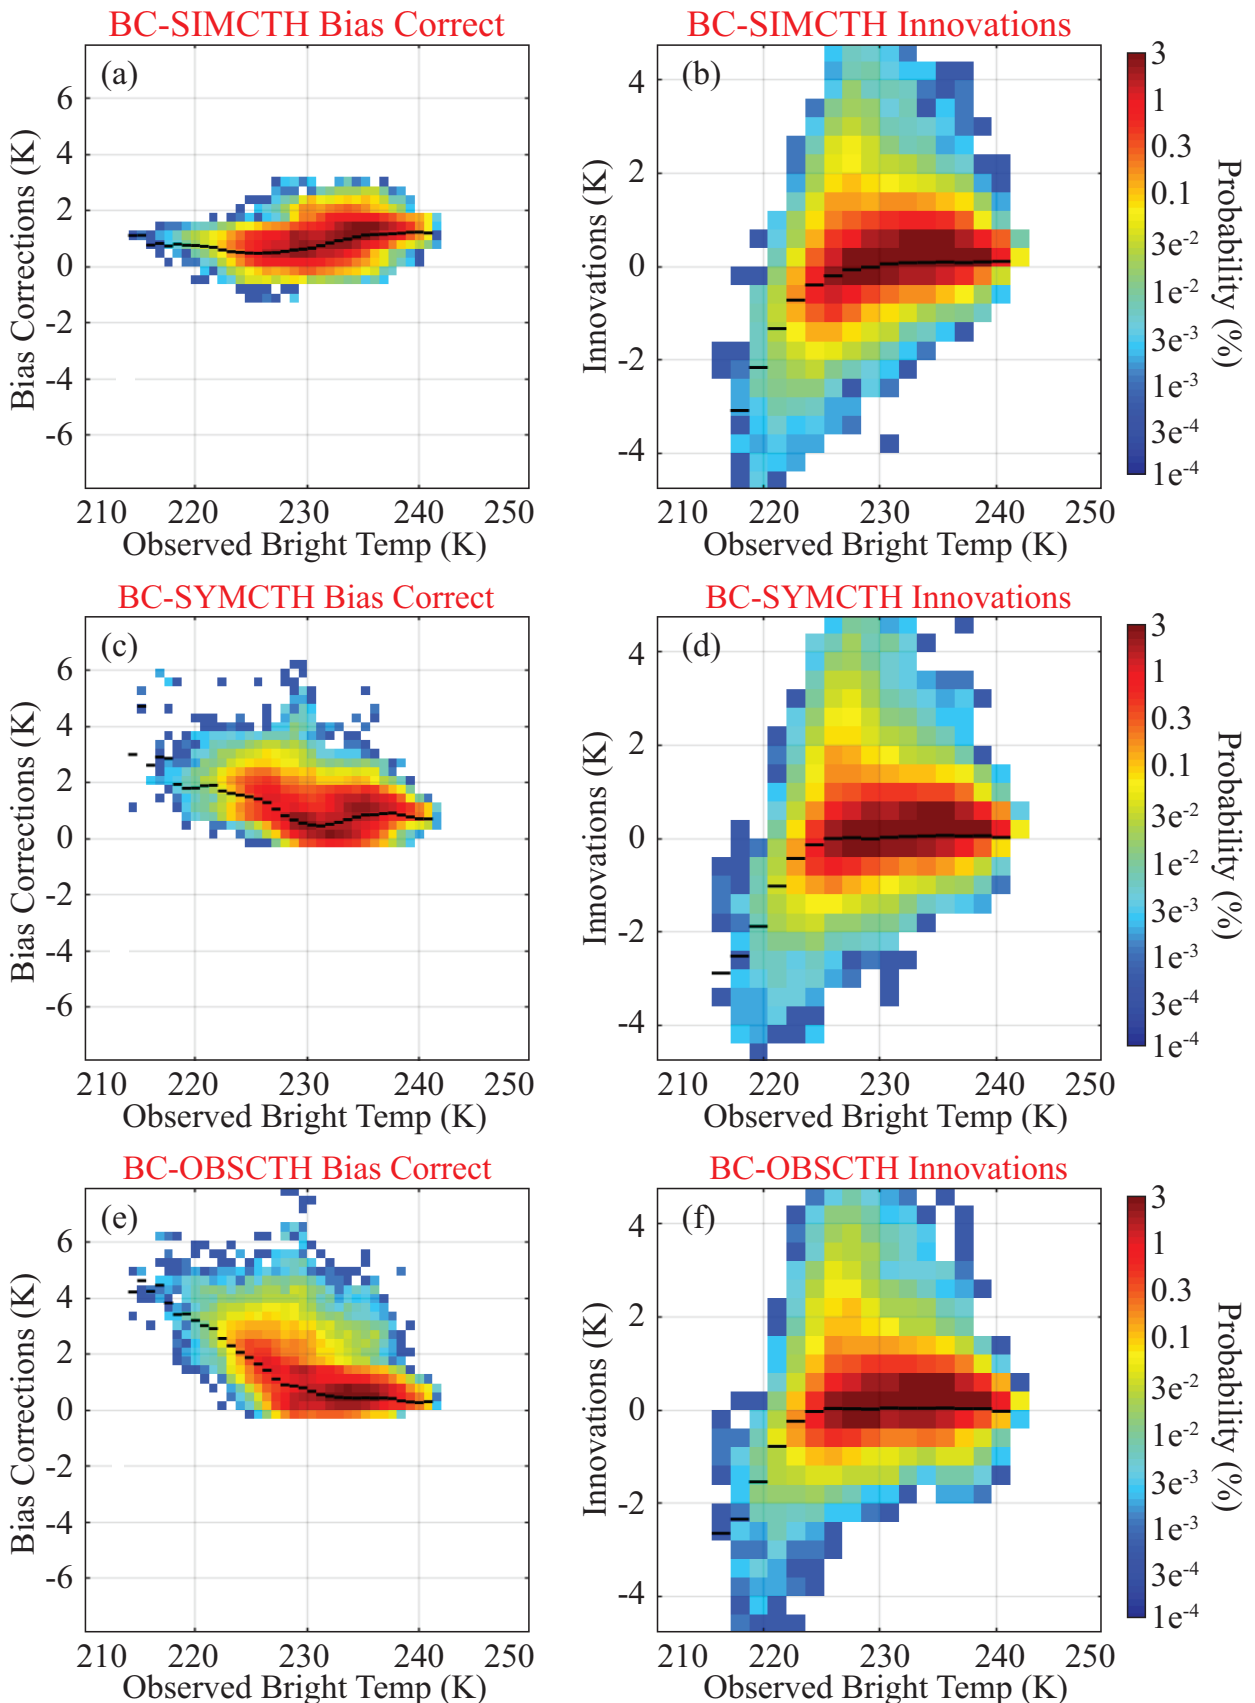 BC-SIMCTH Bias Correct
BC-SIMCTH Innovations
(a)
6
4
2
0
-2
-4
-6
Bias Corrections (K)
210 220 230 240 250
Observed Bright Temp (K)
(b)
4
2
0
-2
-4
Innovations (K)
210 220 230 240 250
Observed Bright Temp (K)
3
1
0.3
0.1
3e-2
1e-2
3e-3
1e-3
3e-4
1e-4
Probability (%)
BC-SYMCTH Bias Correct
BC-SYMCTH Innovations
(c)
6
4
2
0
-2
-4
-6
Bias Corrections (K)
210 220 230 240 250
Observed Bright Temp (K)
(d)
4
2
0
-2
-4
Innovations (K)
210 220 230 240 250
Observed Bright Temp (K)
3
1
0.3
0.1
3e-2
1e-2
3e-3
1e-3
3e-4
1e-4
Probability (%)
BC-OBSCTH Bias Correct
BC-OBSCTH Innovations
(e)
6
4
2
0
-2
-4
-6
Bias Corrections (K)
210 220 230 240 250
Observed Bright Temp (K)
(f)
4
2
0
-2
-4
Innovations (K)
210 220 230 240 250
Observed Bright Temp (K)
3
1
0.3
0.1
3e-2
1e-2
3e-3
1e-3
3e-4
1e-4
Probability (%)